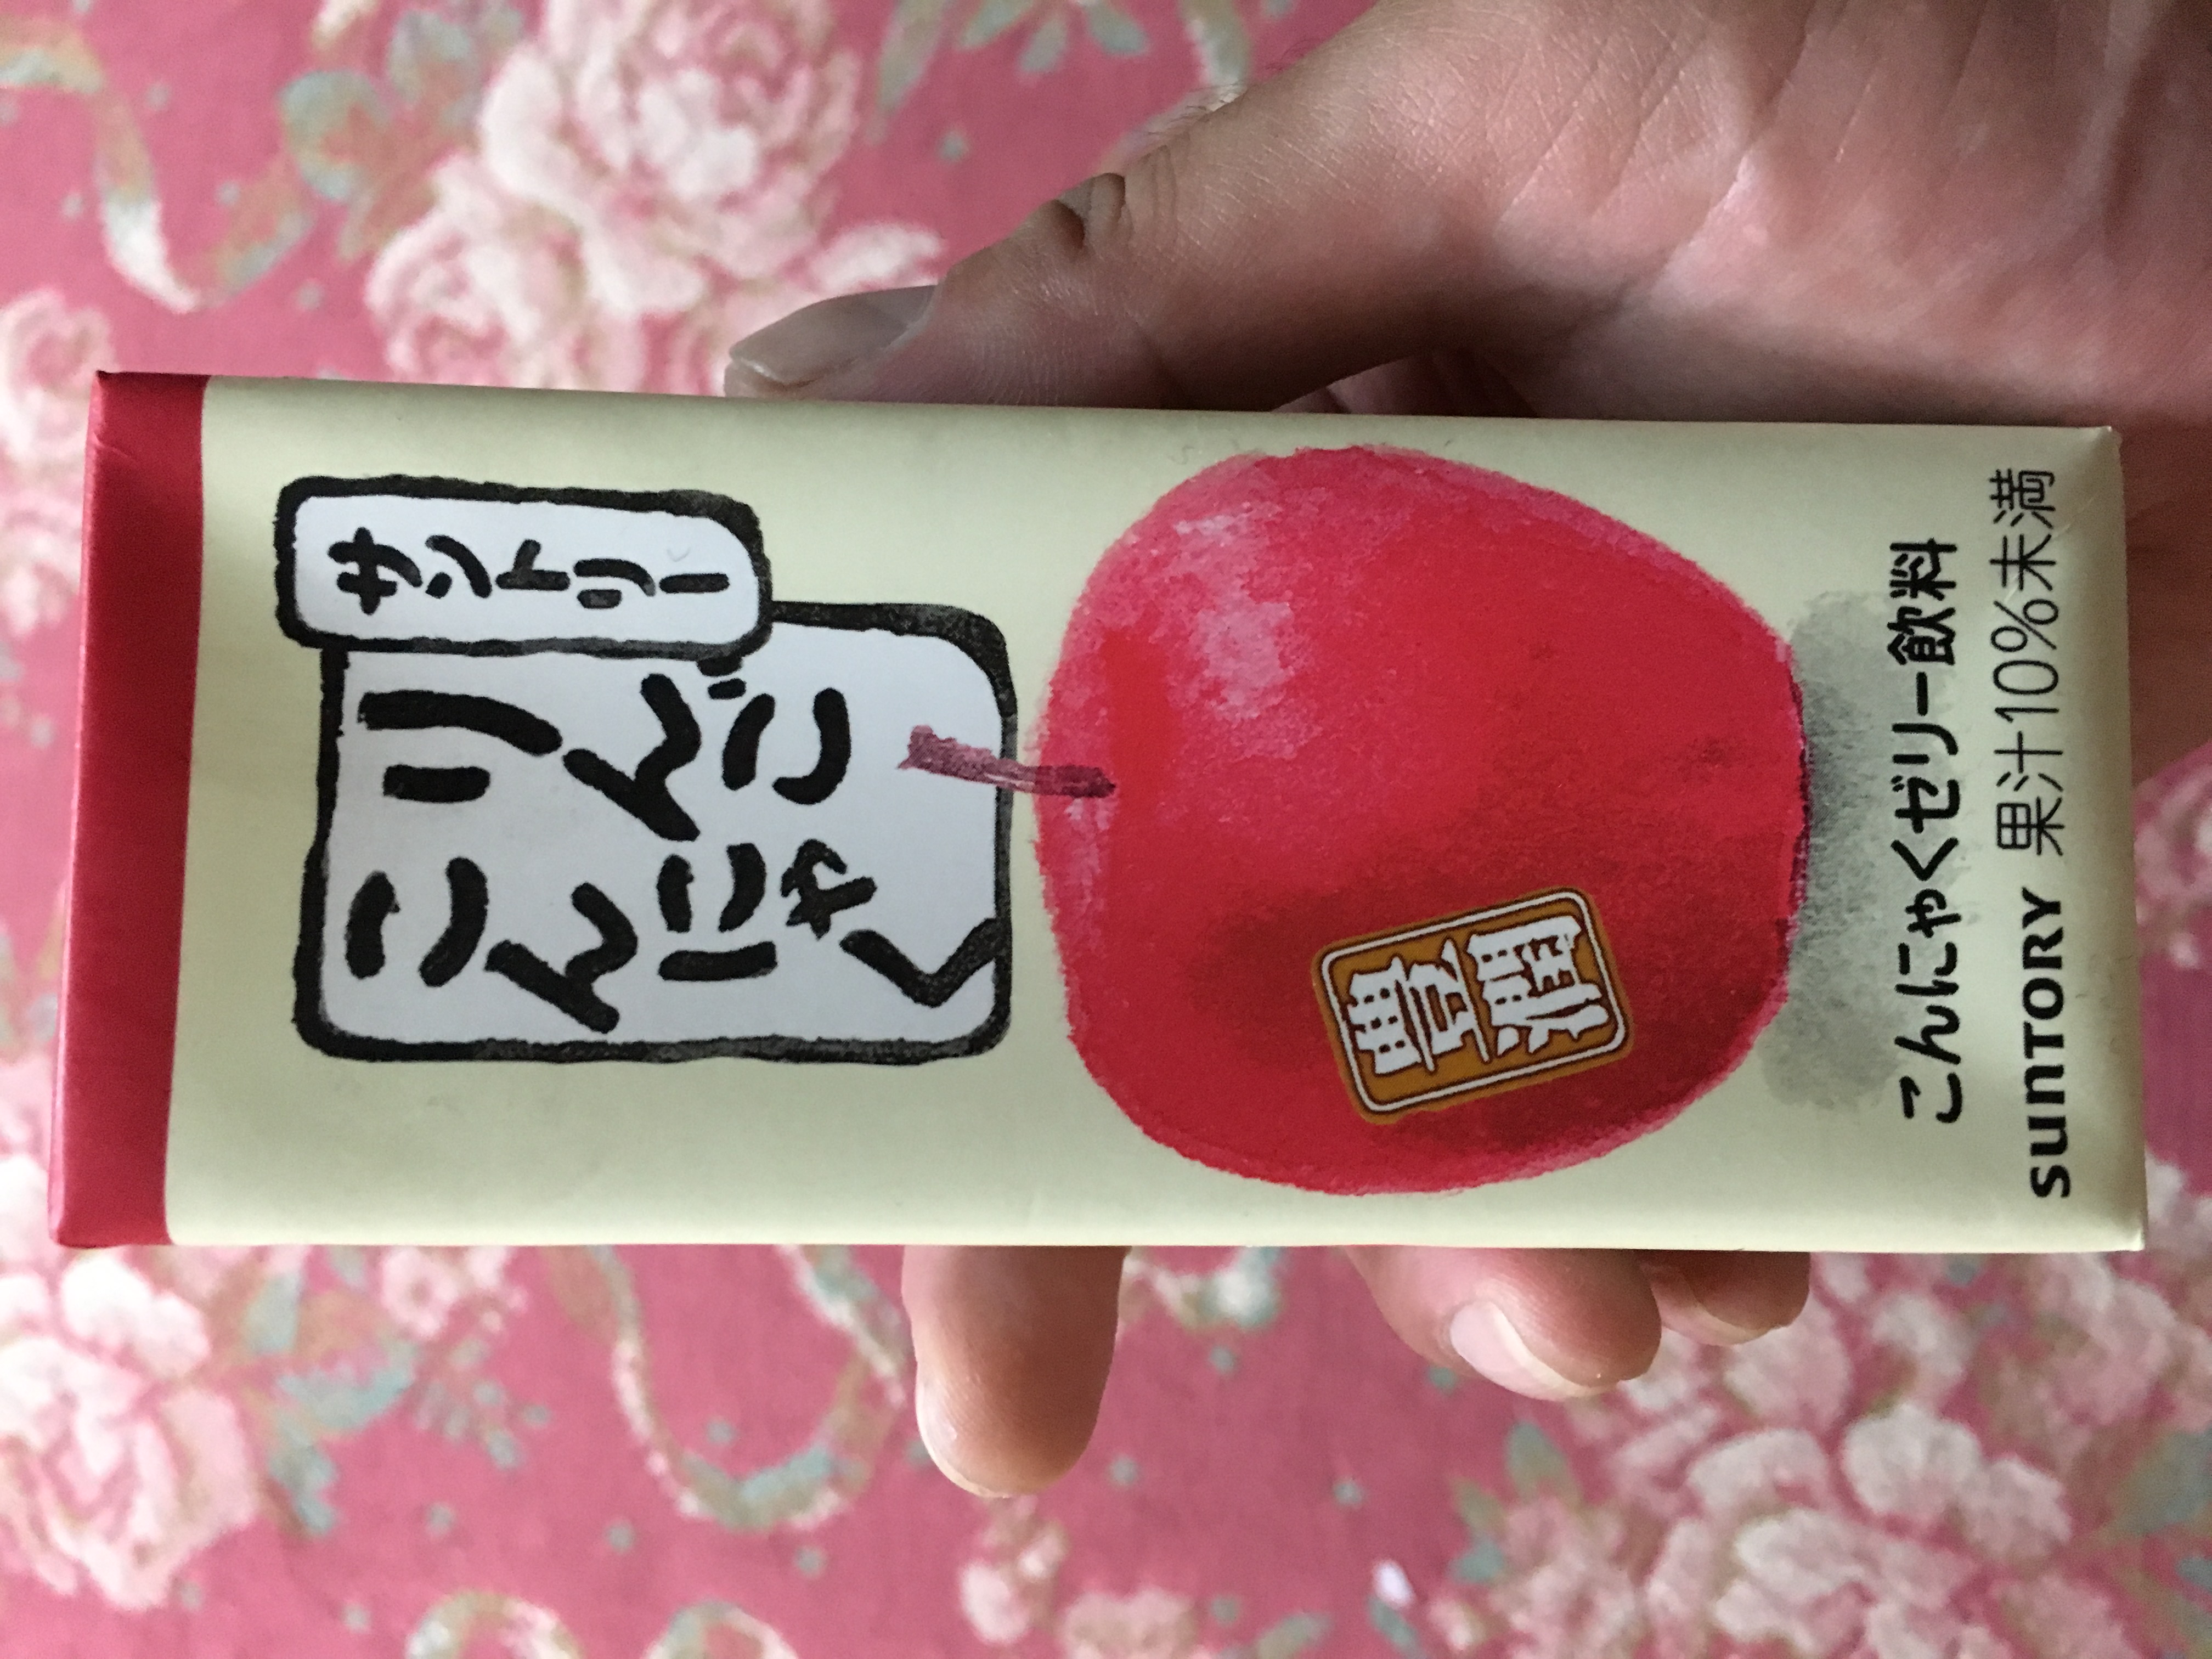 サントリー
りんご
こんにゃく
豊潤
こんにゃくゼリー飲料
SUNTORY 果汁10%未満